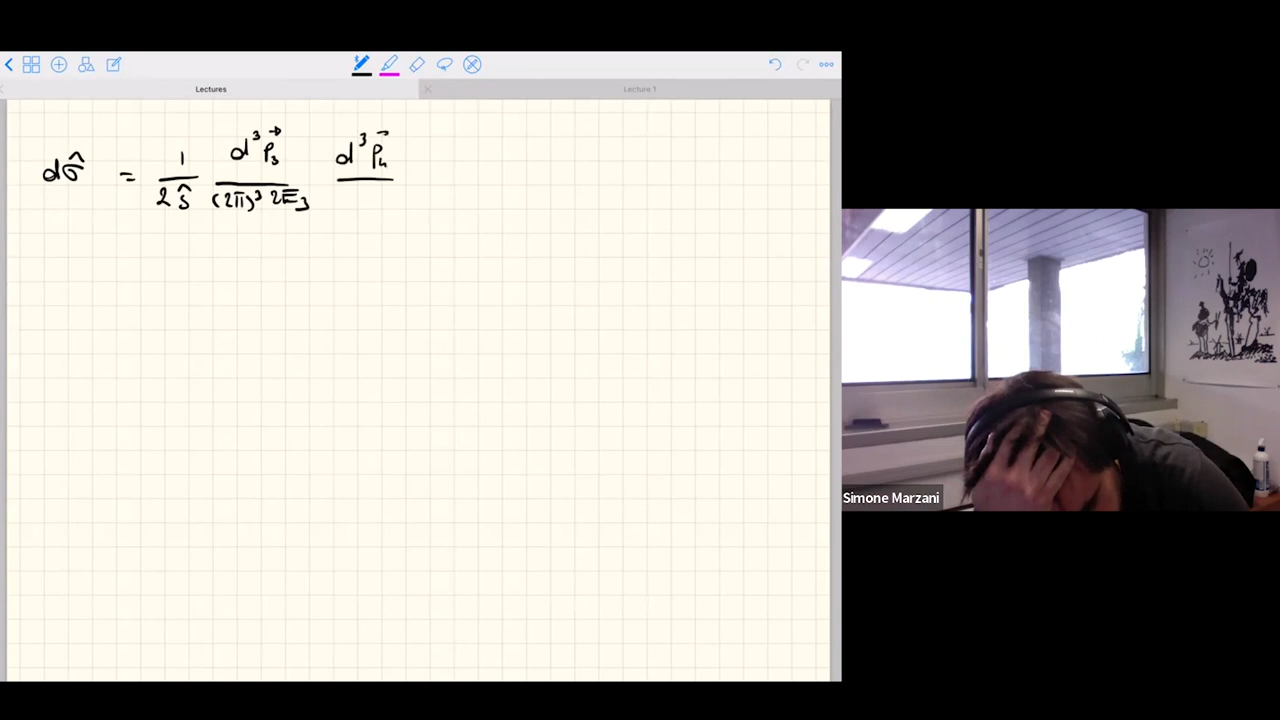 Lectures
Lecture 1
dσ̂ = 1/(2ŝ) d³p⃗₃/((2π)³ 2E₃) d³p⃗₄/
Simone Marzani